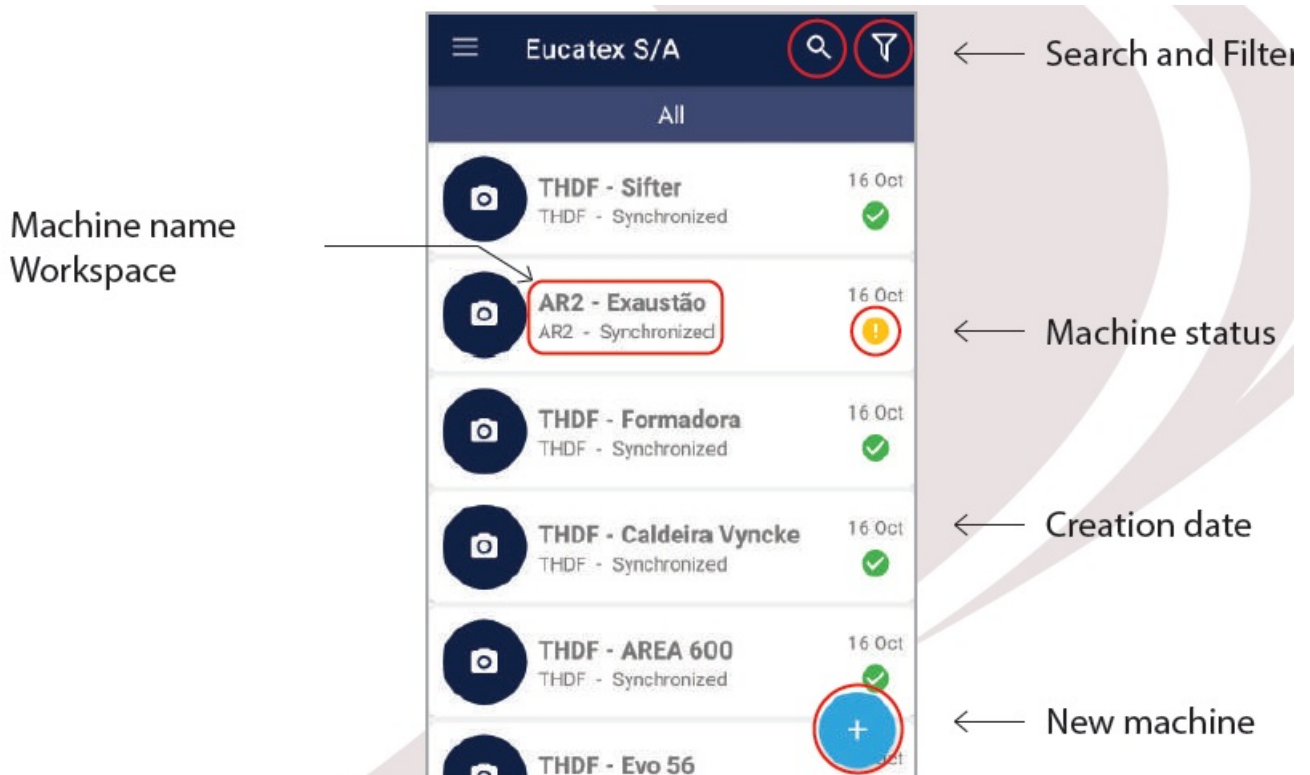 Eucatex S/A
Search and Filter
All
THDF - Sifter
16 Oct
THDF - Synchronized
Machine name
Workspace
AR2 - Exaustão
16 Oct
AR2 - Synchronized
Machine status
THDF - Formadora
16 Oct
THDF - Synchronized
THDF - Caldeira Vyncke
16 Oct
THDF - Synchronized
Creation date
THDF - AREA 600
16 Oct
THDF - Synchronized
+
New machine
THDF - Evo 56